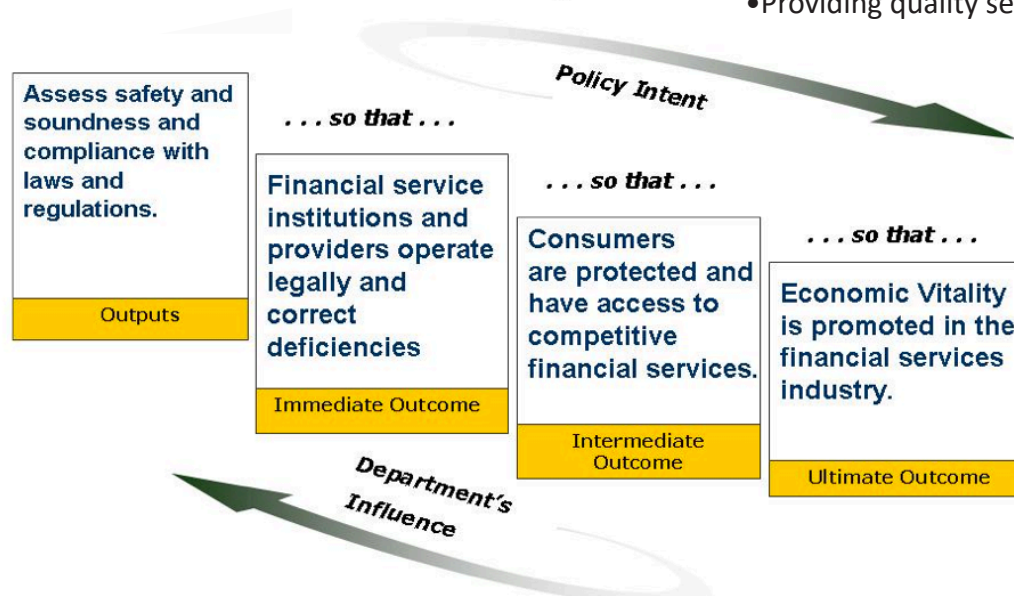 •Providing quality se
Policy Intent
Assess safety and
soundness and
compliance with
laws and
regulations.
Outputs
. . . so that . . .
Financial service
institutions and
providers operate
legally and
correct
deficiencies
Immediate Outcome
. . . so that . . .
Consumers
are protected and
have access to
competitive
financial services.
Intermediate
Outcome
. . . so that . . .
Economic Vitality
is promoted in the
financial services
industry.
Ultimate Outcome
Department's
Influence